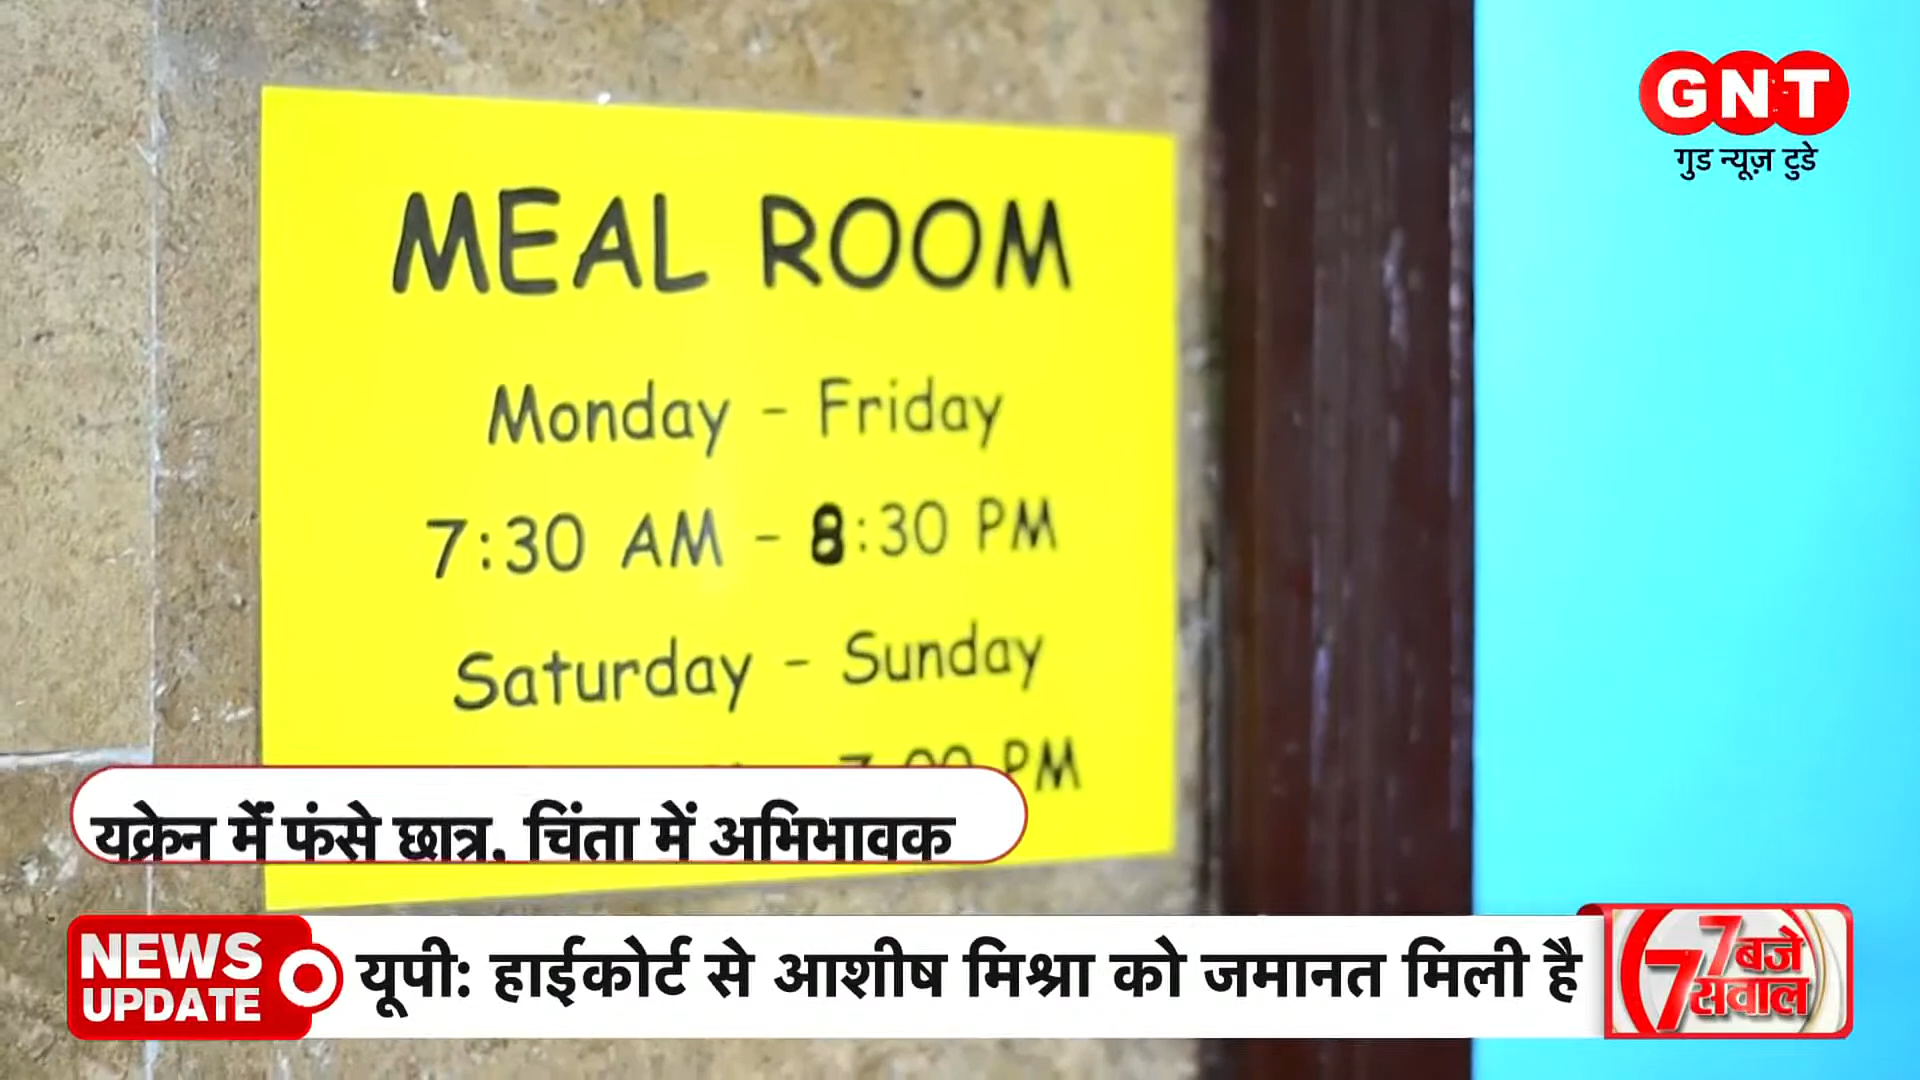 GNT
गुड न्यूज़ टुडे
MEAL ROOM
Monday - Friday
7:30 AM - 8:30 PM
Saturday - Sunday
PM
यूक्रेन में फंसे छात्र, चिंता में अभिभावक
NEWS
UPDATE
यूपी: हाईकोर्ट से आशीष मिश्रा को जमानत मिली है
7 बजे
7 सवाल